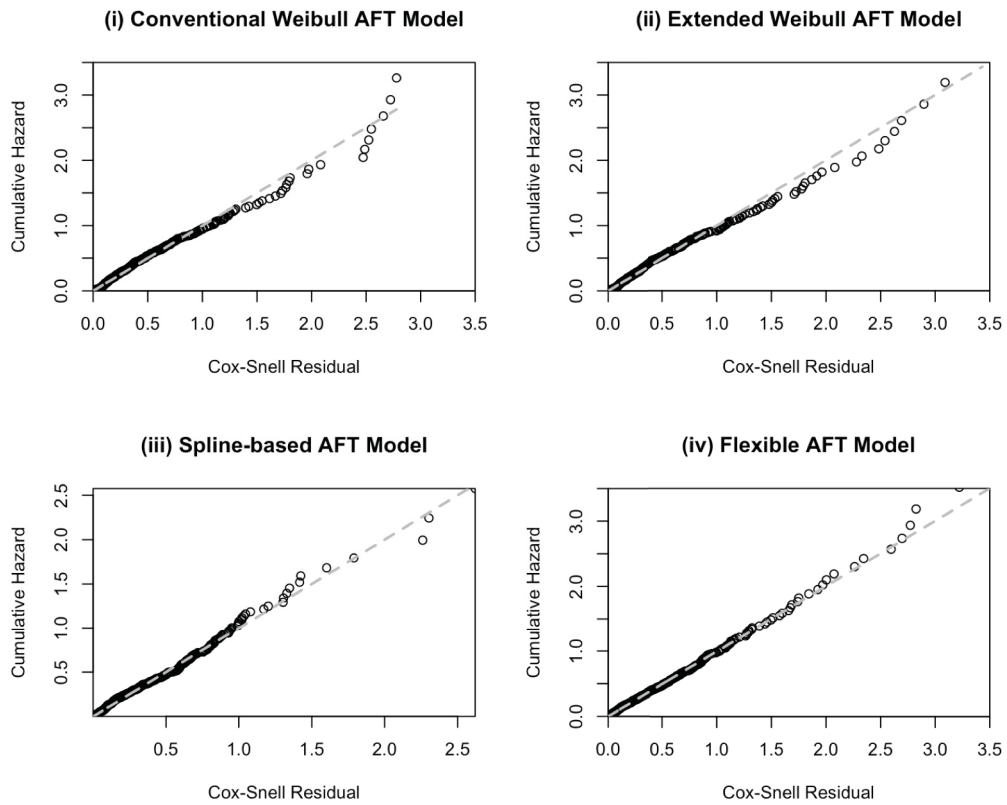 (i) Conventional Weibull AFT Model
Cumulative Hazard
3.0
2.0
1.0
0.0
0.0 0.5 1.0 1.5 2.0 2.5 3.0 3.5
Cox-Snell Residual
(ii) Extended Weibull AFT Model
Cumulative Hazard
3.0
2.0
1.0
0.0
0.0 0.5 1.0 1.5 2.0 2.5 3.0 3.5
Cox-Snell Residual
(iii) Spline-based AFT Model
Cumulative Hazard
2.5
2.0
1.5
1.0
0.5
0.5 1.0 1.5 2.0 2.5
Cox-Snell Residual
(iv) Flexible AFT Model
Cumulative Hazard
3.0
2.0
1.0
0.0
0.0 0.5 1.0 1.5 2.0 2.5 3.0 3.5
Cox-Snell Residual